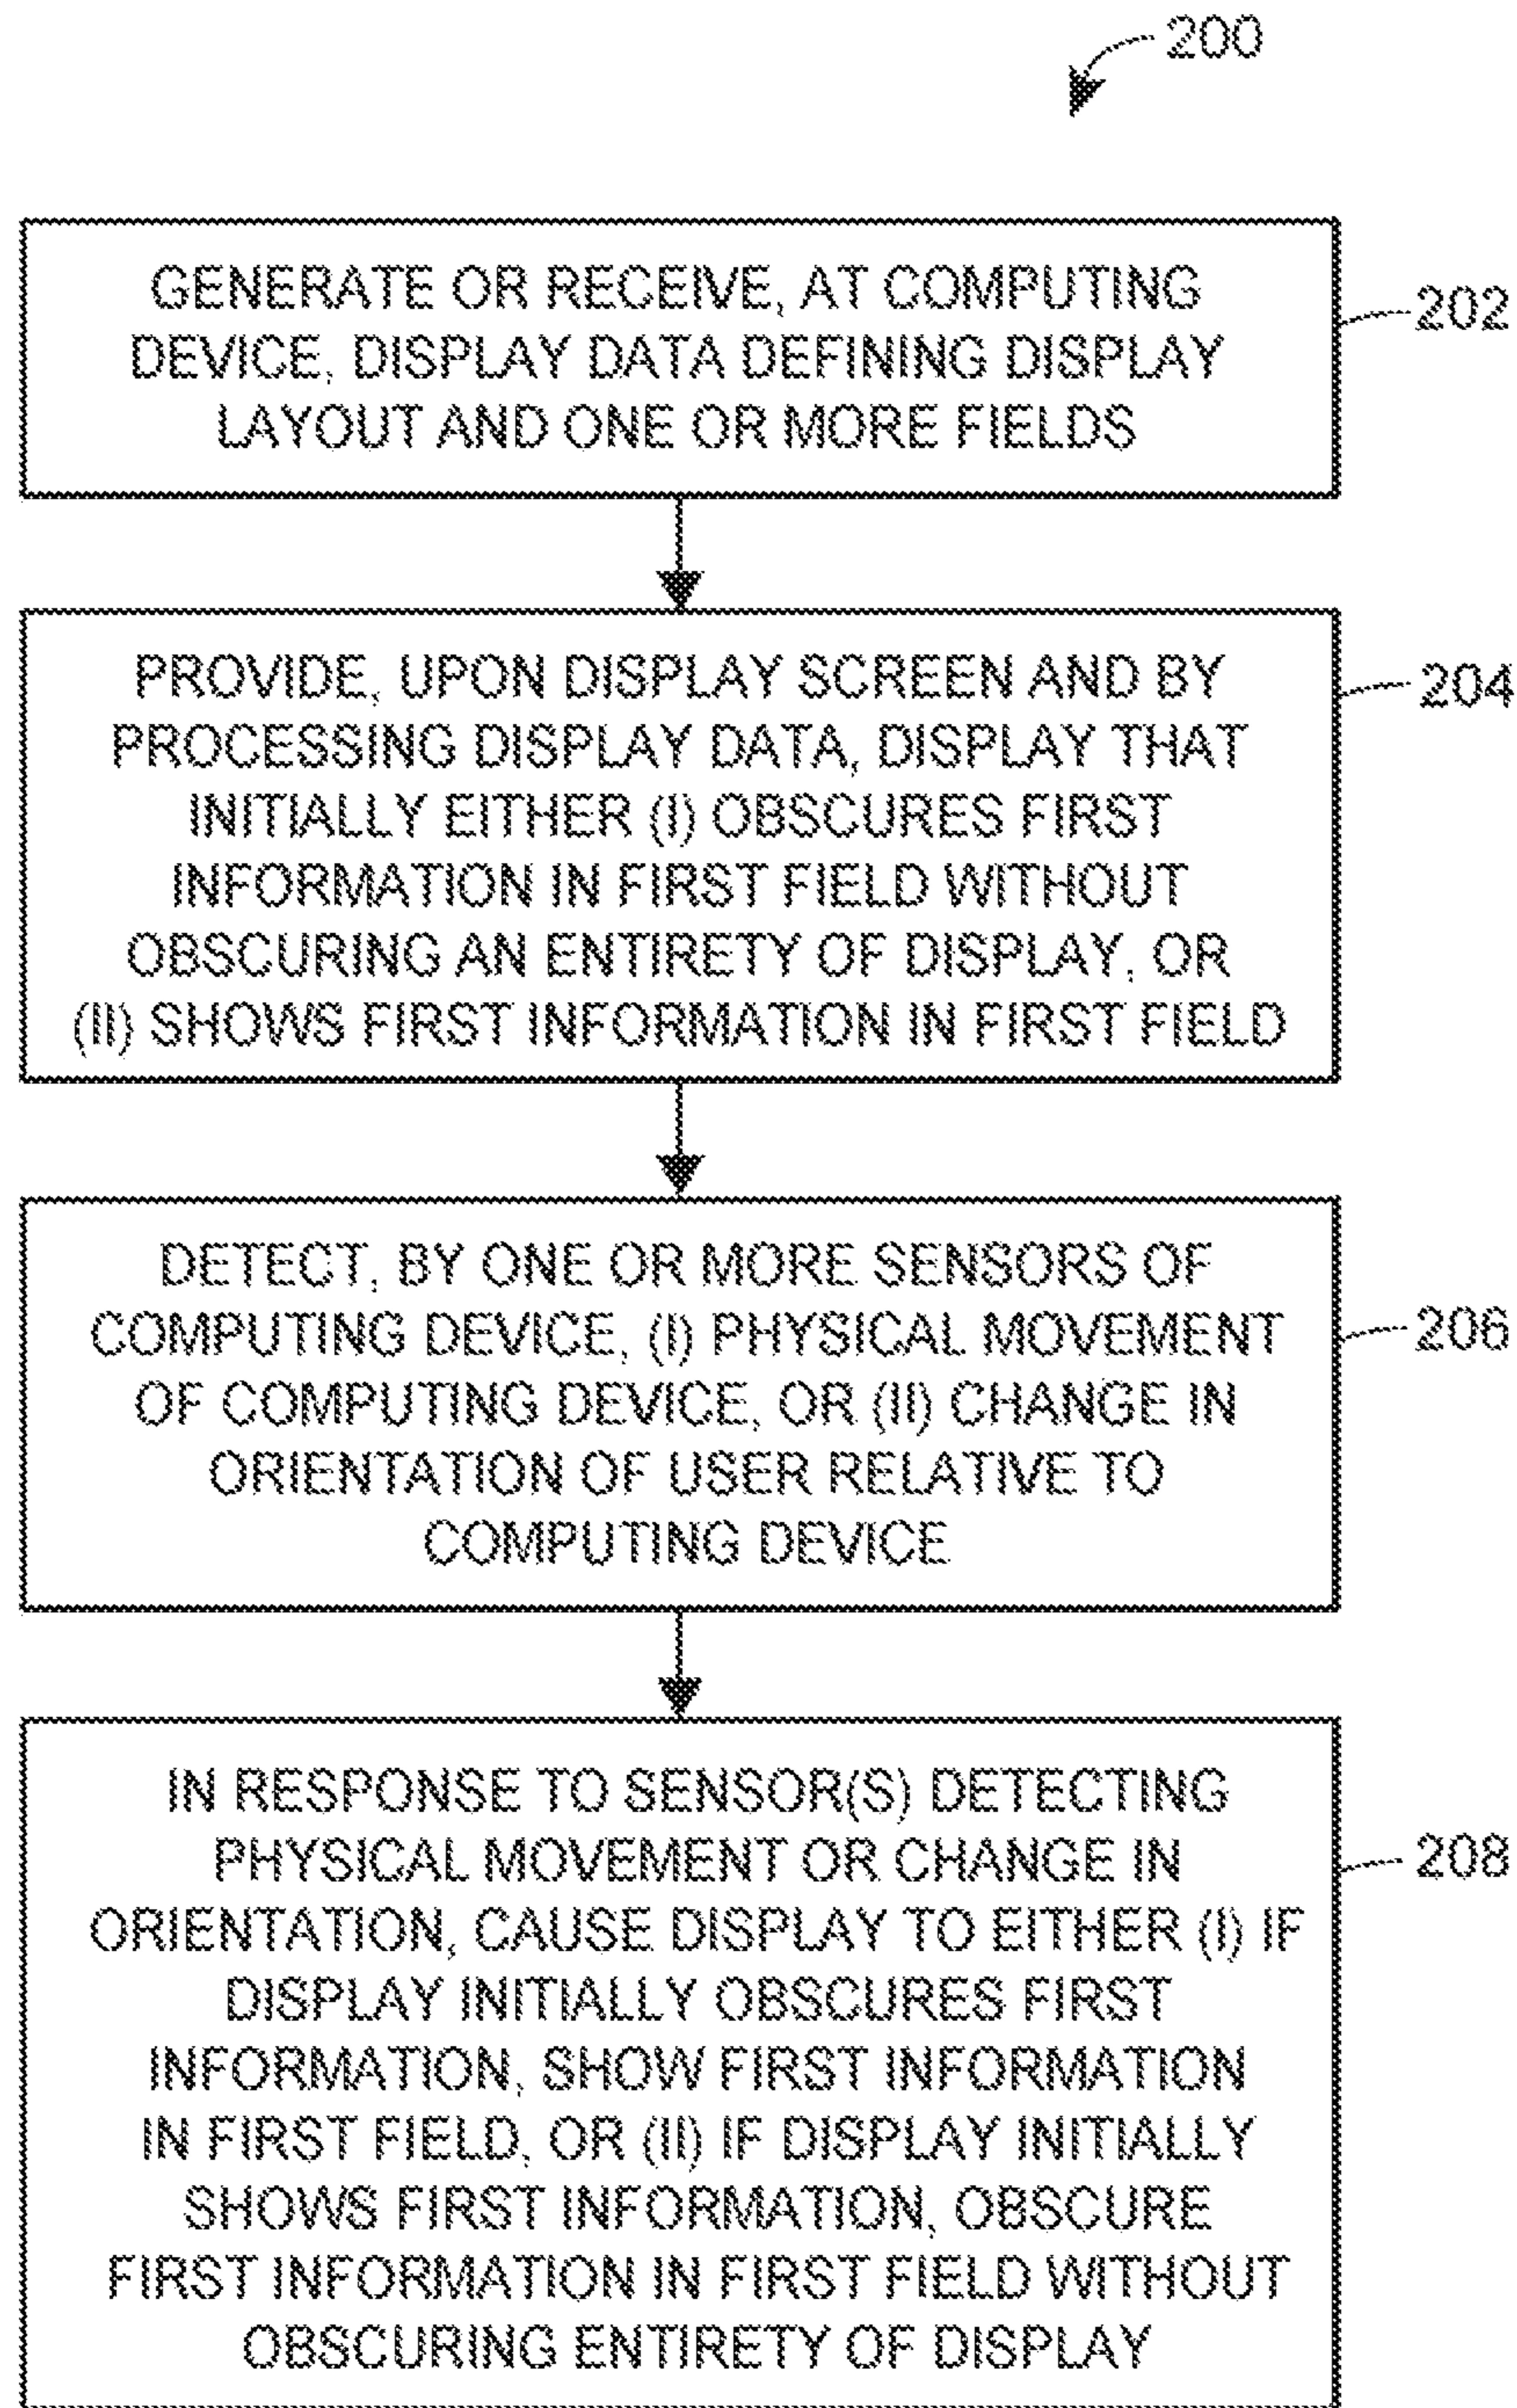 200
GENERATE OR RECEIVE, AT COMPUTING
DEVICE, DISPLAY DATA DEFINING DISPLAY
LAYOUT AND ONE OR MORE FIELDS
202
PROVIDE, UPON DISPLAY SCREEN AND BY
PROCESSING DISPLAY DATA, DISPLAY THAT
INITIALLY EITHER (I) OBSCURES FIRST
INFORMATION IN FIRST FIELD WITHOUT
OBSCURING AN ENTIRETY OF DISPLAY, OR
(II) SHOWS FIRST INFORMATION IN FIRST FIELD
204
DETECT, BY ONE OR MORE SENSORS OF
COMPUTING DEVICE, (I) PHYSICAL MOVEMENT
OF COMPUTING DEVICE, OR (II) CHANGE IN
ORIENTATION OF USER RELATIVE TO
COMPUTING DEVICE
206
IN RESPONSE TO SENSOR(S) DETECTING
PHYSICAL MOVEMENT OR CHANGE IN
ORIENTATION, CAUSE DISPLAY TO EITHER (I) IF
DISPLAY INITIALLY OBSCURES FIRST
INFORMATION, SHOW FIRST INFORMATION
IN FIRST FIELD, OR (II) IF DISPLAY INITIALLY
SHOWS FIRST INFORMATION, OBSCURE
FIRST INFORMATION IN FIRST FIELD WITHOUT
OBSCURING ENTIRETY OF DISPLAY
208